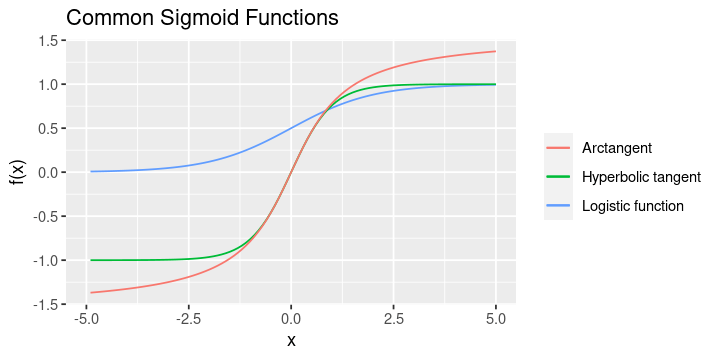 Common Sigmoid Functions
1.5
1.0
0.5
0.0
-0.5
-1.0
-1.5
f(x)
-5.0
-2.5
0.0
2.5
5.0
x
Arctangent
Hyperbolic tangent
Logistic function